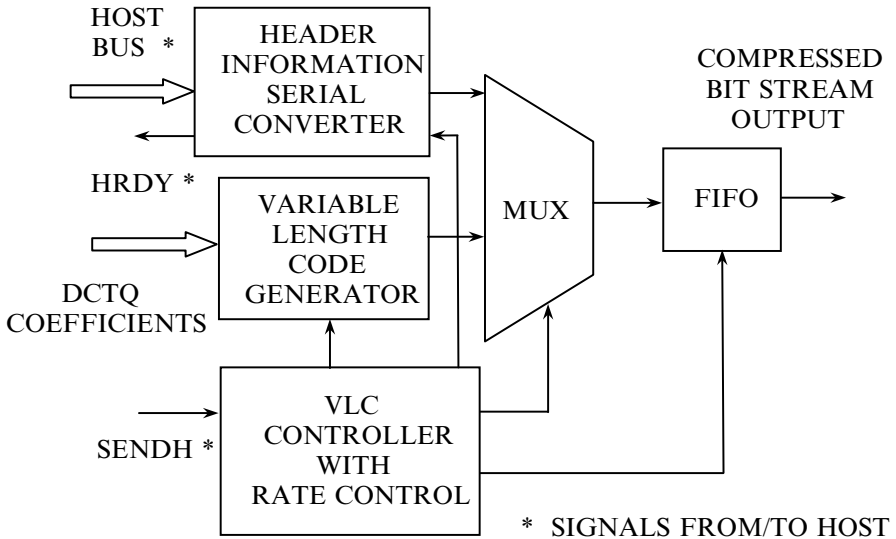 HOST
BUS *
HEADER
INFORMATION
SERIAL
CONVERTER
HRDY *
VARIABLE
LENGTH
CODE
GENERATOR
DCTQ
COEFFICIENTS
SENDH *
VLC
CONTROLLER
WITH
RATE CONTROL
MUX
COMPRESSED
BIT STREAM
OUTPUT
FIFO
* SIGNALS FROM/TO HOST